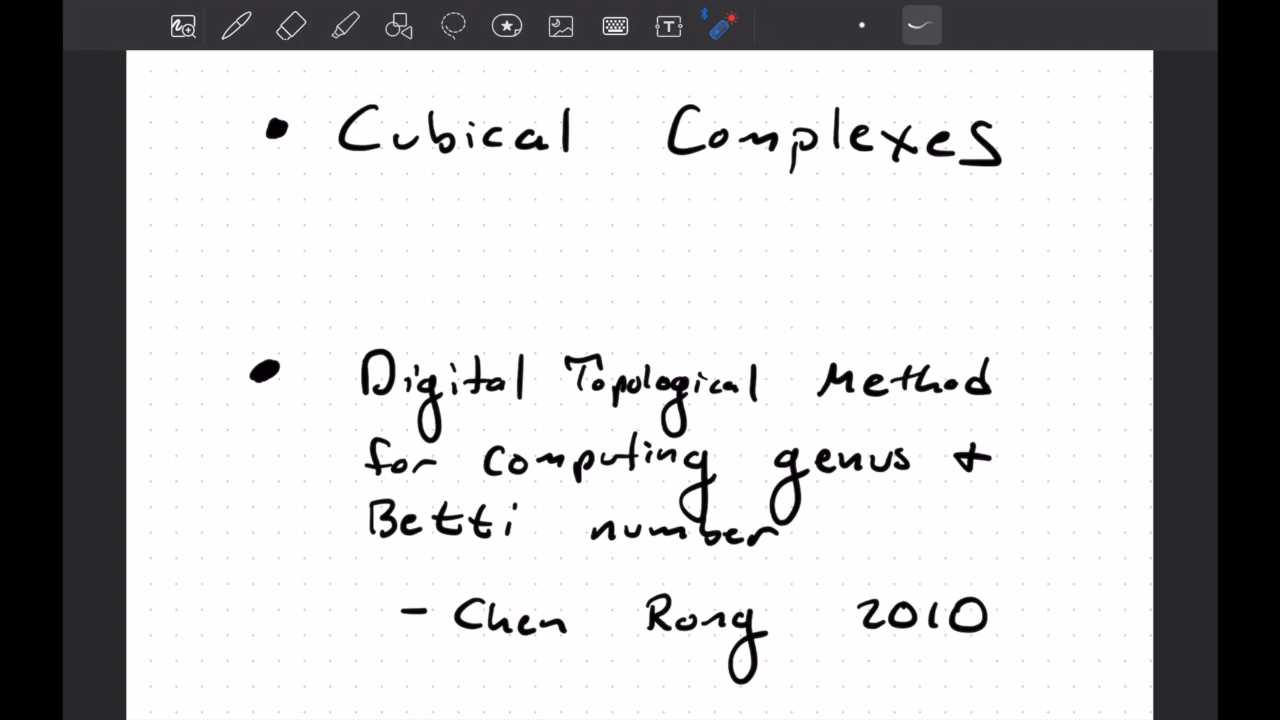 • Cubical Complexes
• Digital Topological Method
for computing genus +
Betti number
- Chen Rong 2010